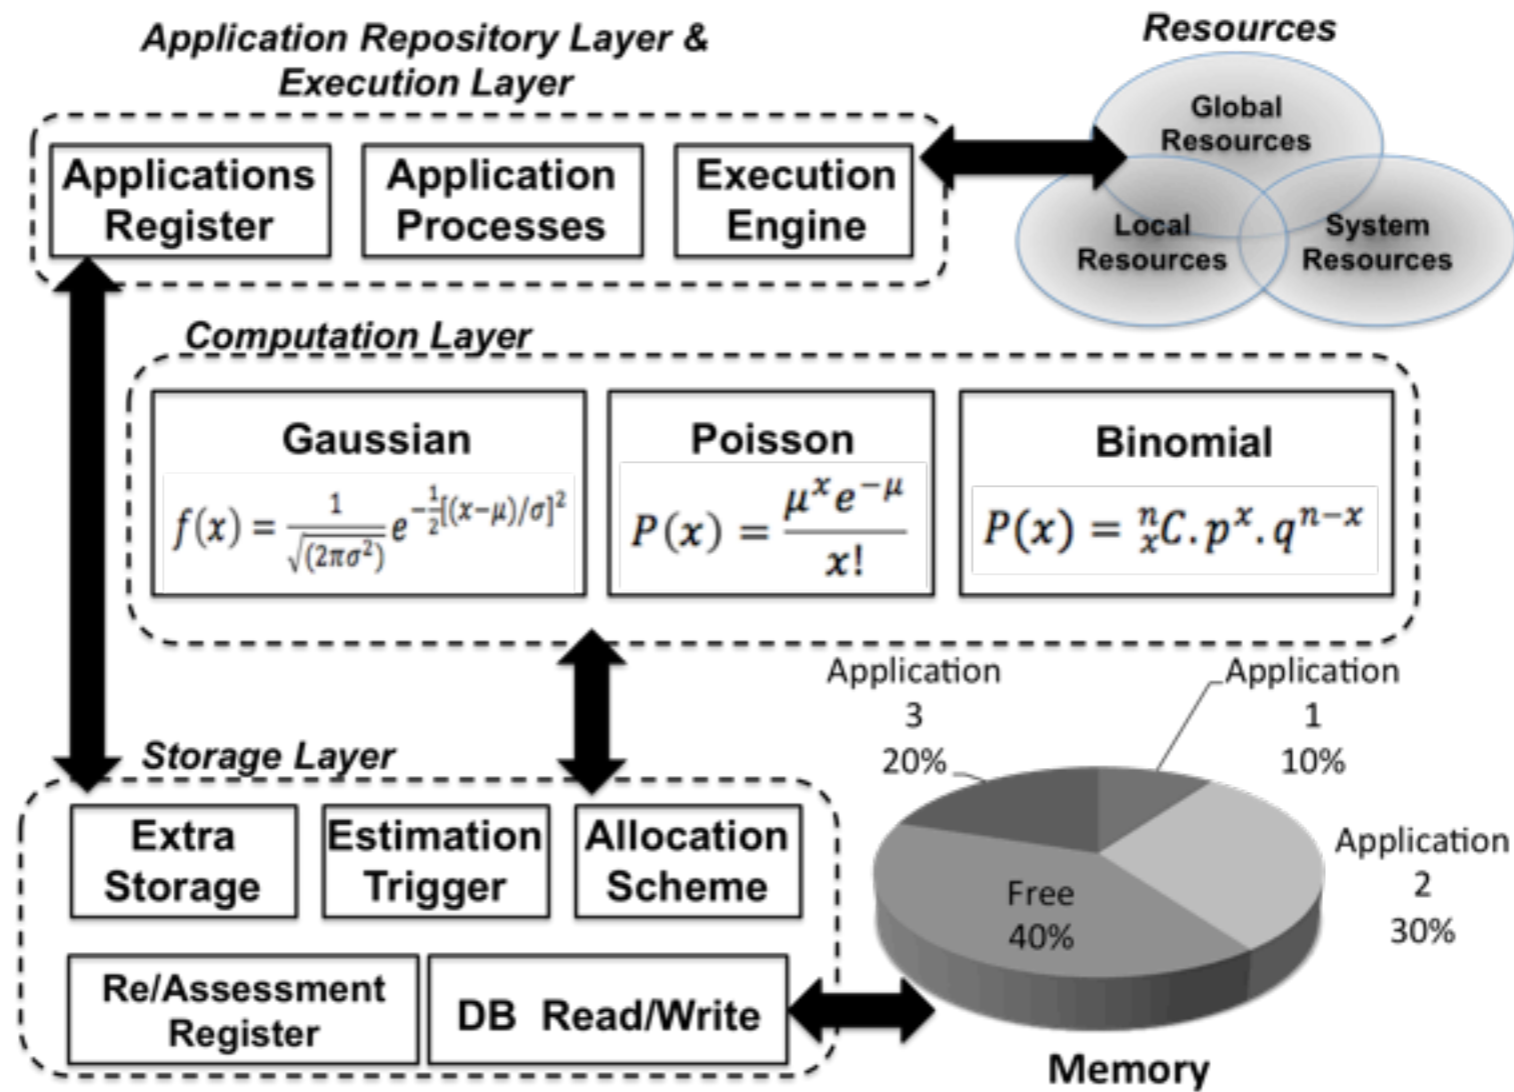 Application Repository Layer &
Execution Layer
Applications
Register
Application
Processes
Execution
Engine
Resources
Global
Resources
Local
Resources
System
Resources
Computation Layer
Gaussian
f(x) = 1/√(2πσ²) e^{-1/2[(x−μ)/σ]²}
Poisson
P(x) = μ^x e^{−μ} / x!
Binomial
P(x) = ⁿₓC. p^x. q^{n−x}
Storage Layer
Extra
Storage
Estimation
Trigger
Allocation
Scheme
Re/Assessment
Register
DB Read/Write
Application
3
20%
Application
1
10%
Application
2
30%
Free
40%
Memory